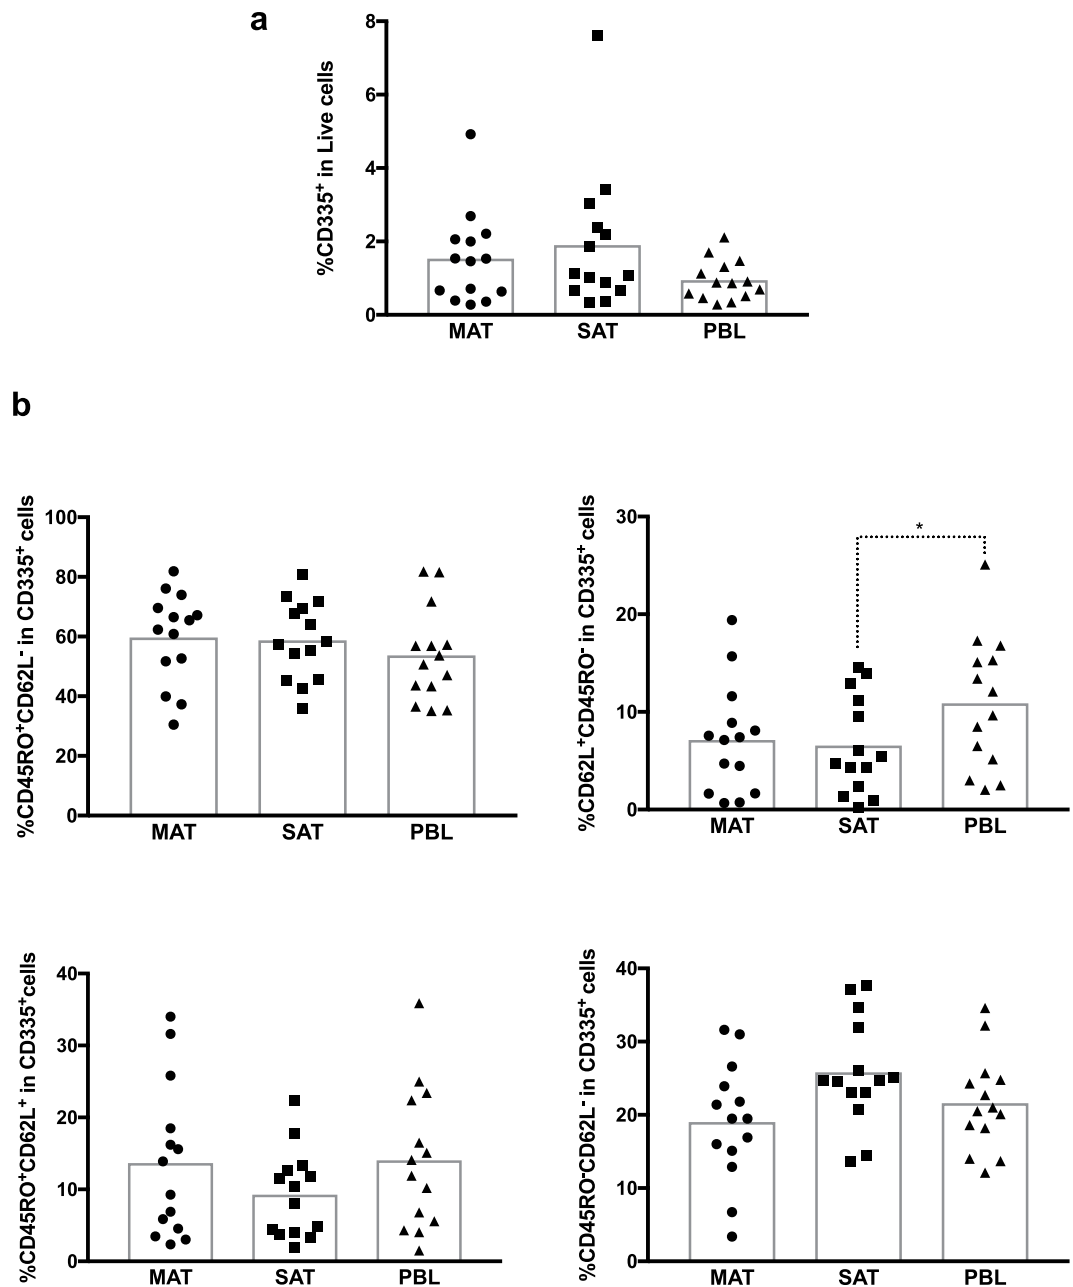 a
%CD335⁺ in Live cells
8
6
4
2
0
MAT SAT PBL
b
%CD45RO⁺CD62L⁻ in CD335⁺ cells
100
80
60
40
20
0
MAT SAT PBL
%CD62L⁺CD45RO⁻ in CD335⁺ cells
30
20
10
0
*
MAT SAT PBL
%CD45RO⁺CD62L⁺ in CD335⁺cells
40
30
20
10
0
MAT SAT PBL
%CD45RO⁻CD62L⁻ in CD335⁺ cells
40
30
20
10
0
MAT SAT PBL